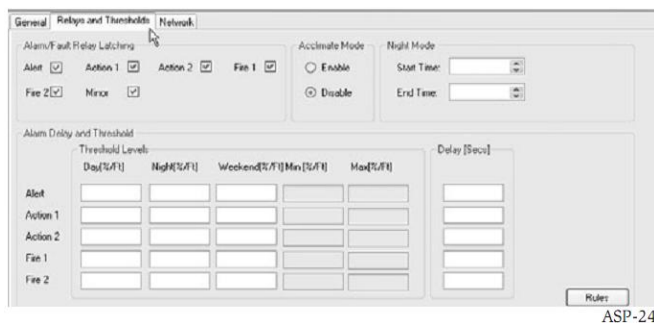 General Relays and Thresholds Network
Alarm/Fault Relay Latching Acclimate Mode Night Mode
Alert Action 1 Action 2 Fire 1 Enable Start Time:
Fire 2 Minor Disable End Time:
Alarm Delay and Threshold
Threshold Levels Delay [Secs]
Day[%/Ft] Night[%/Ft] Weekend[%/Ft] Min [%/Ft] Max[%/Ft]
Alert
Action 1
Action 2
Fire 1
Fire 2
Rules
ASP-24